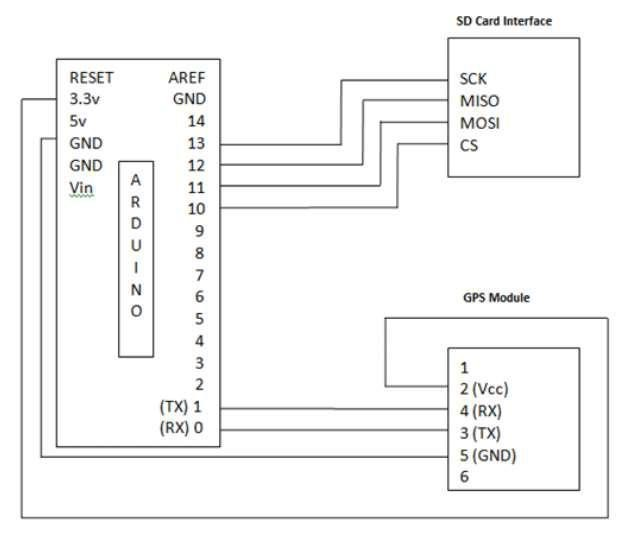 SD Card Interface
SCK
MISO
MOSI
CS
RESET
3.3v
5v
GND
GND
Vin
ARDUINO
AREF
GND
14
13
12
11
10
9
8
7
6
5
4
3
2
(TX) 1
(RX) 0
GPS Module
1
2 (Vcc)
4 (RX)
3 (TX)
5 (GND)
6